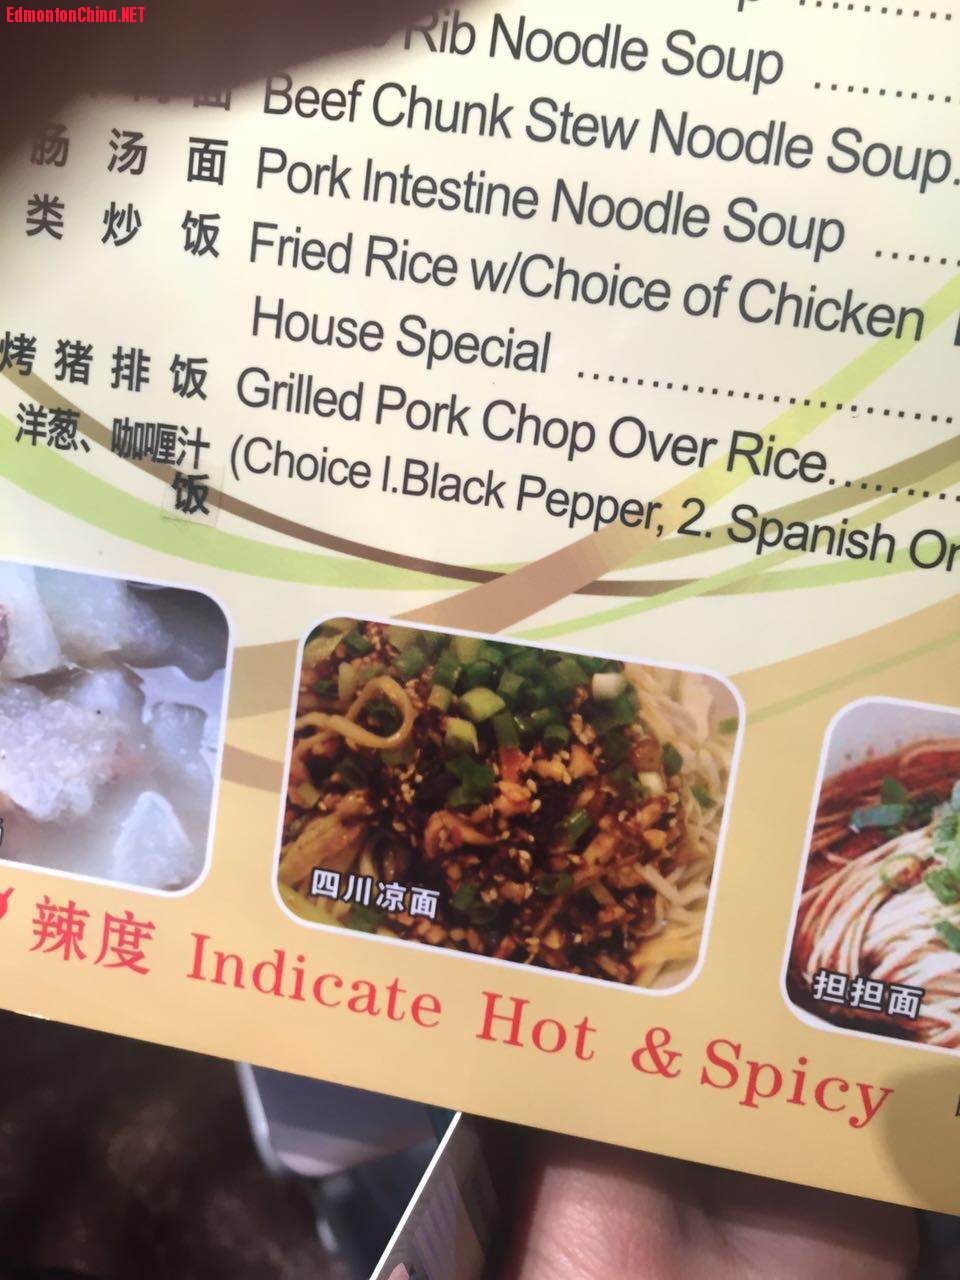 EdmontonChina.NET
Rib Noodle Soup ..........
面 Beef Chunk Stew Noodle Soup.
肠 汤 面 Pork Intestine Noodle Soup ......
类 炒 饭 Fried Rice w/Choice of Chicken
House Special ......................
烤 猪 排 饭 Grilled Pork Chop Over Rice.........
洋葱、咖喱汁 (Choice I.Black Pepper, 2. Spanish
饭
四川凉面
担担面
辣度 Indicate Hot & Spicy